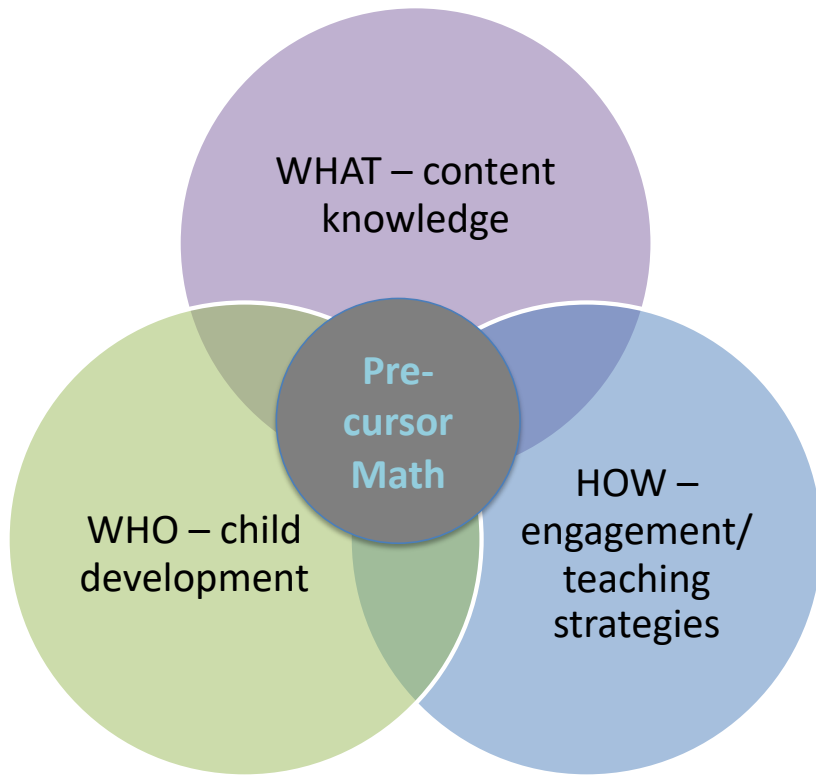 WHAT – content
knowledge
Pre-
cursor
Math
WHO – child
development
HOW –
engagement/
teaching
strategies